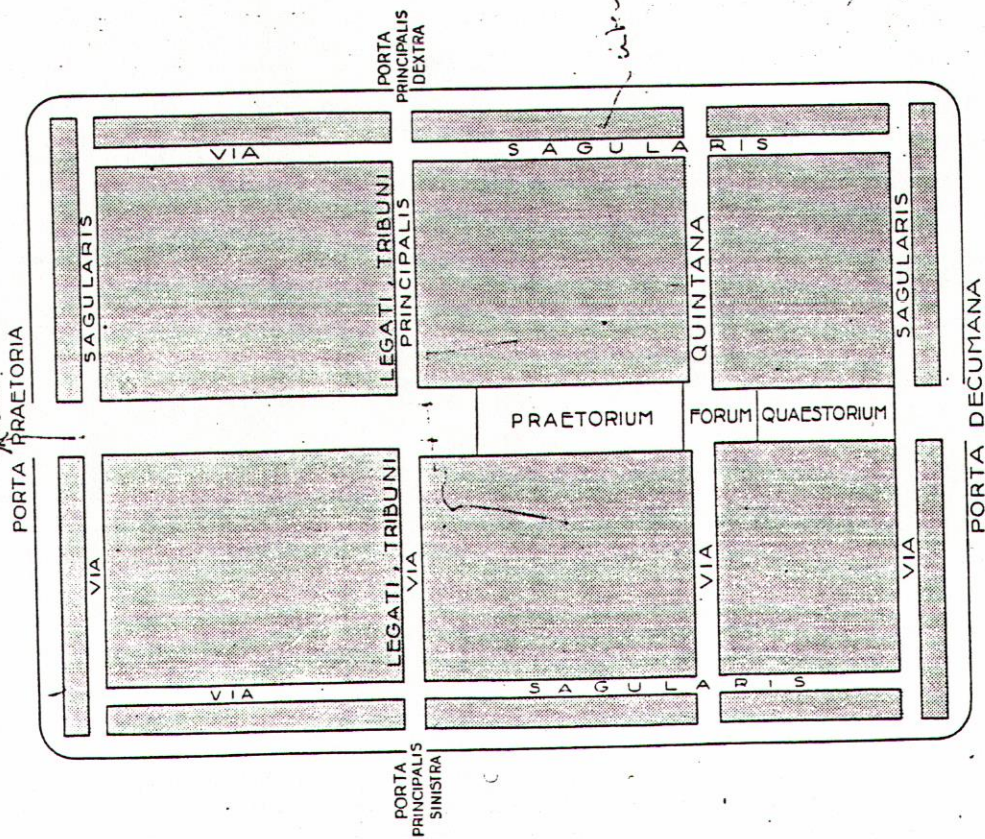 PORTA PRAETORIA
PORTA
PRINCIPALIS
DEXTRA
VIA
SAGULARIS
SAGULARIS
LEGATI, TRIBUNI
PRINCIPALIS
QUINTANA
SAGULARIS
PRAETORIUM
FORUM
QUAESTORIUM
VIA
LEGATI, TRIBUNI
VIA
VIA
VIA
VIA
SAGULARIS
PORTA
PRINCIPALIS
SINISTRA
PORTA DECUMANA